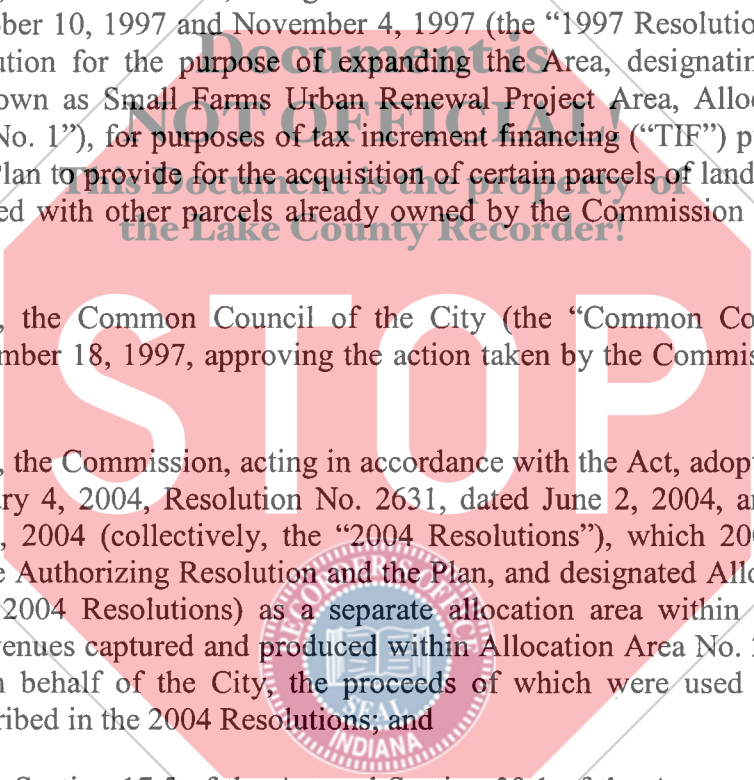 ber 10, 1997 and November 4, 1997 (the “1997 Resolutio
Document is
ution for the purpose of expanding the Area, designatin
own as Small Farms Urban Renewal Project Area, Alloc
NOT OFFICIAL!
No. 1”), for purposes of tax increment financing (“TIF”) p
Plan to provide for the acquisition of certain parcels of land
This Document is the property of
ed with other parcels already owned by the Commission
the Lake County Recorder!
, the Common Council of the City (the “Common Co
mber 18, 1997, approving the action taken by the Commis
STOP
, the Commission, acting in accordance with the Act, adopt
ry 4, 2004, Resolution No. 2631, dated June 2, 2004, a
, 2004 (collectively, the “2004 Resolutions”), which 20
e Authorizing Resolution and the Plan, and designated Allo
2004 Resolutions) as a separate allocation area within
venues captured and produced within Allocation Area No.
n behalf of the City, the proceeds of which were used
ribed in the 2004 Resolutions; and
SEAL
INDIANA